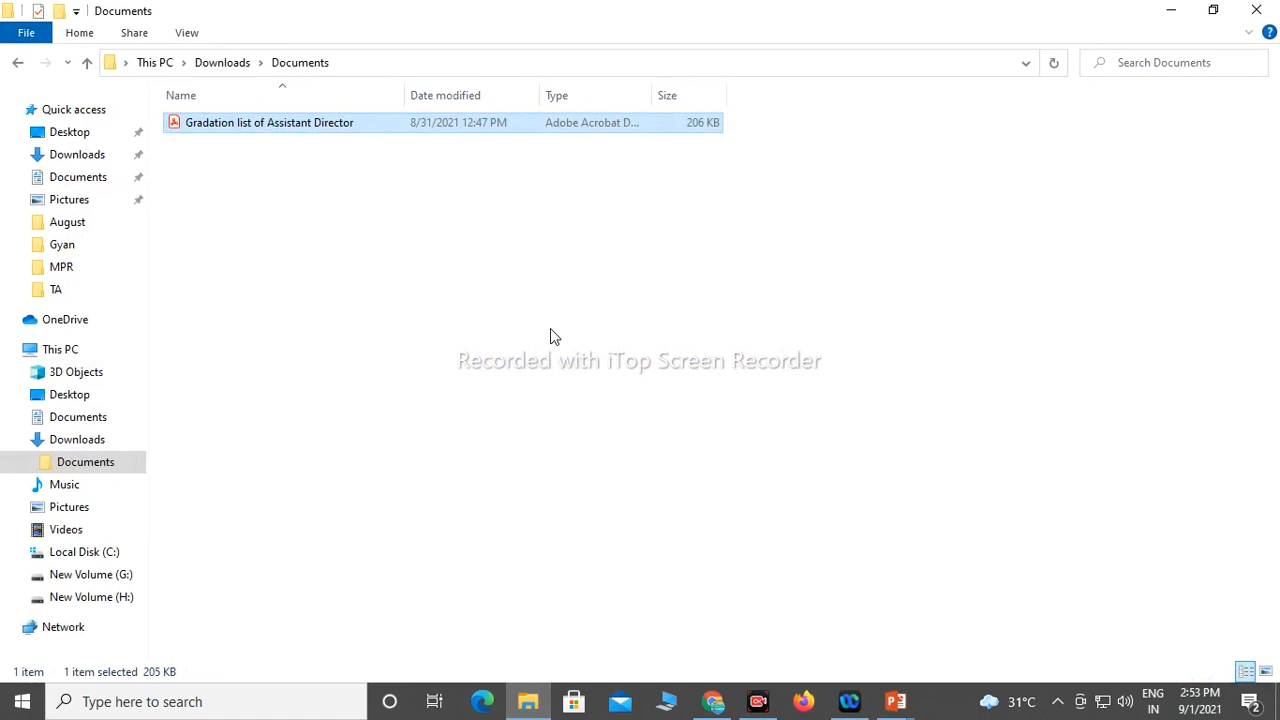 Documents
File Home Share View
This PC Downloads Documents Search Documents
Name Date modified Type Size
Gradation list of Assistant Director 8/31/2021 12:47 PM Adobe Acrobat D... 206 KB
Quick access
Desktop
Downloads
Documents
Pictures
August
Gyan
MPR
TA
OneDrive
This PC
3D Objects
Desktop
Documents
Downloads
Documents
Music
Pictures
Videos
Local Disk (C:)
New Volume (G:)
New Volume (H:)
Network
Recorded with iTop Screen Recorder
1 item 1 item selected 205 KB
Type here to search 31°C ENG 2:53 PM
IN 9/1/2021 2